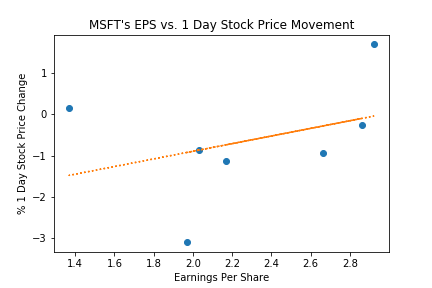 MSFT's EPS vs. 1 Day Stock Price Movement
% 1 Day Stock Price Change
1
0
−1
−2
−3
1.4 1.6 1.8 2.0 2.2 2.4 2.6 2.8
Earnings Per Share